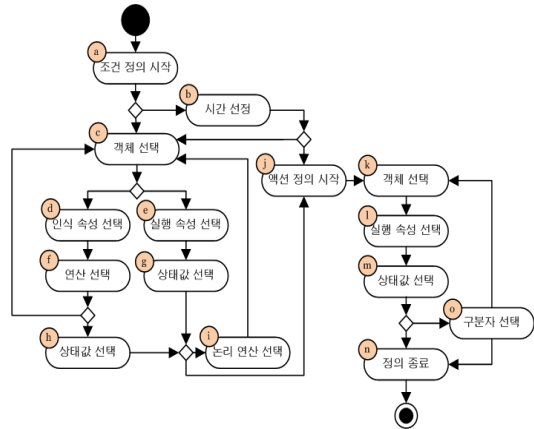 a
조건 정의 시작
b
시간 선정
c
객체 선택
j
액션 정의 시작
k
객체 선택
d
인식 속성 선택
e
실행 속성 선택
l
실행 속성 선택
f
연산 선택
g
상태값 선택
m
상태값 선택
o
구분자 선택
h
상태값 선택
i
논리 연산 선택
n
정의 종료